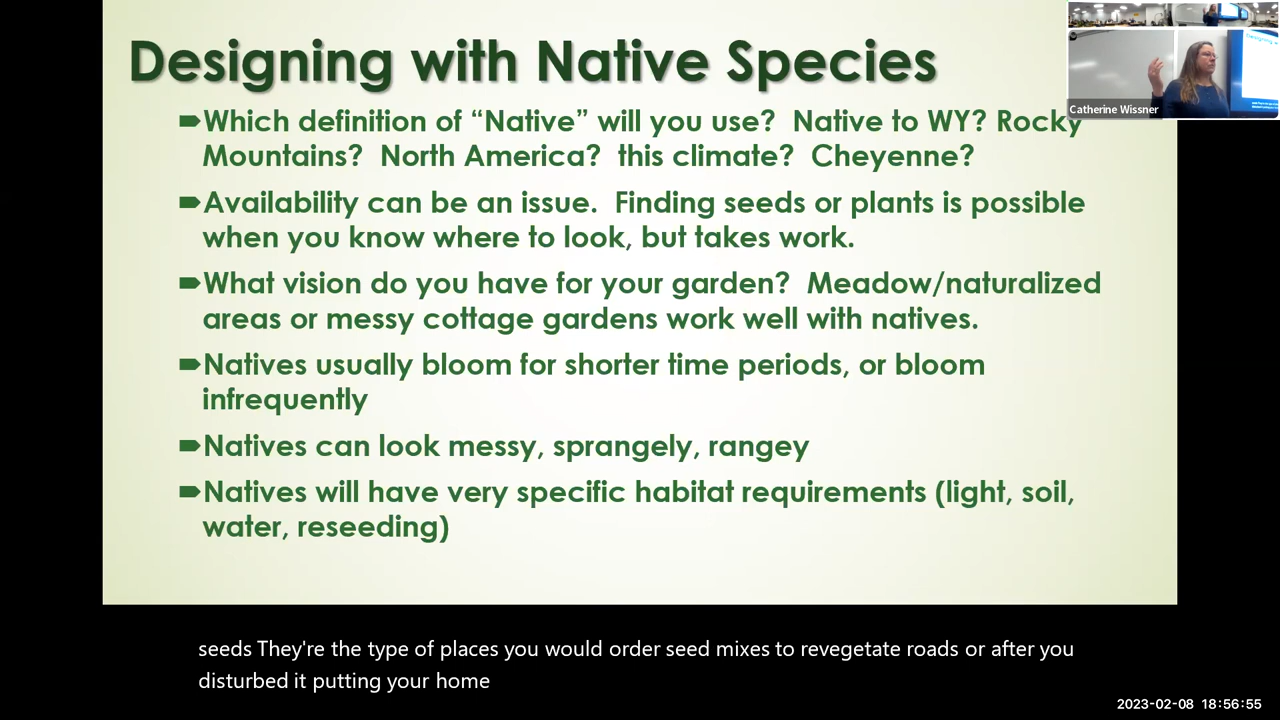 Designing with Native Species
Which definition of “Native” will you use? Native to WY? Rocky
Mountains? North America? this climate? Cheyenne?
Availability can be an issue. Finding seeds or plants is possible
when you know where to look, but takes work.
What vision do you have for your garden? Meadow/naturalized
areas or messy cottage gardens work well with natives.
Natives usually bloom for shorter time periods, or bloom
infrequently
Natives can look messy, sprangely, rangey
Natives will have very specific habitat requirements (light, soil,
water, reseeding)
Catherine Wissner
seeds They're the type of places you would order seed mixes to revegetate roads or after you
disturbed it putting your home
2023-02-08 18:56:55